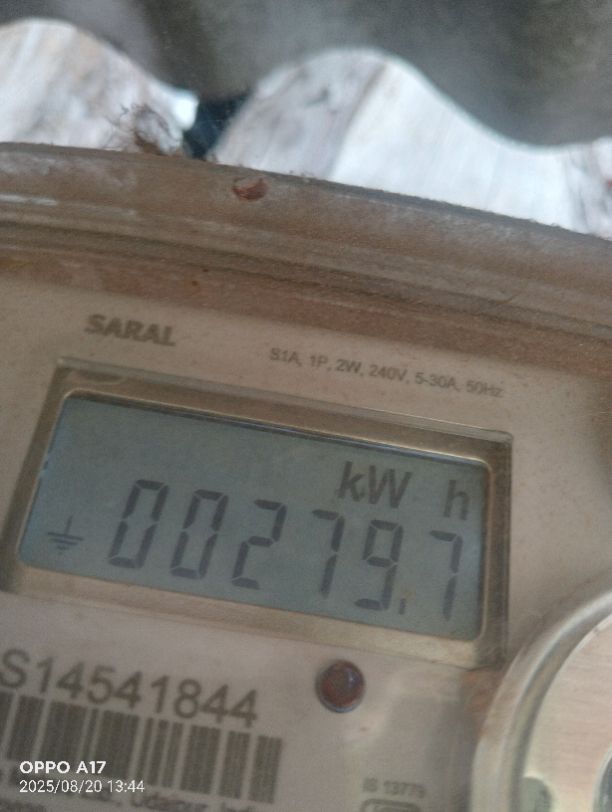 SARAL
S1A, 1P, 2W, 240V, 5-30A, 50Hz
kW h
00279.7
S14541844
IS 13779
Udaipur,
OPPO A17
2025/08/20 13:44